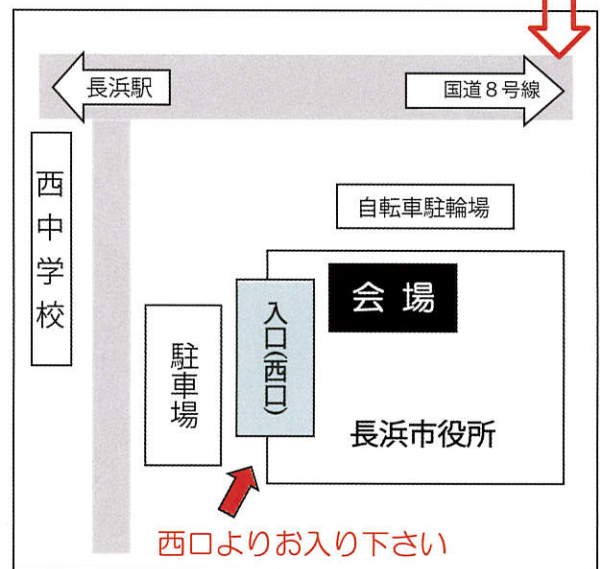 長浜駅
国道８号線
西中学校
自転車駐輪場
会場
入口(西口)
駐車場
長浜市役所
西口よりお入り下さい